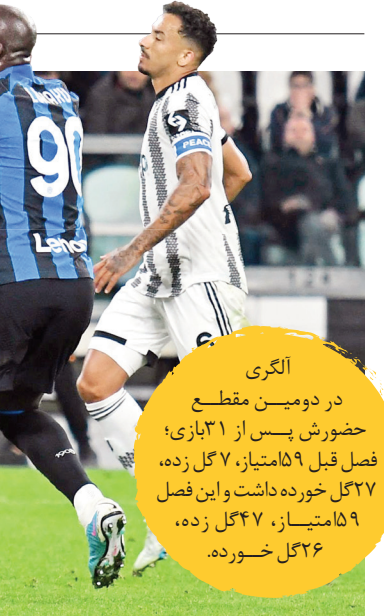 90
Leno
PEACE
آلگری
در دومین مقطع
حضورش پس از ۳۱بازی؛
فصل قبل ۵۹امتیاز، ۷ گل زده،
۲۷گل خورده داشت و این فصل
۵۹امتیاز، ۴۷گل زده،
۲۶گل خورده.